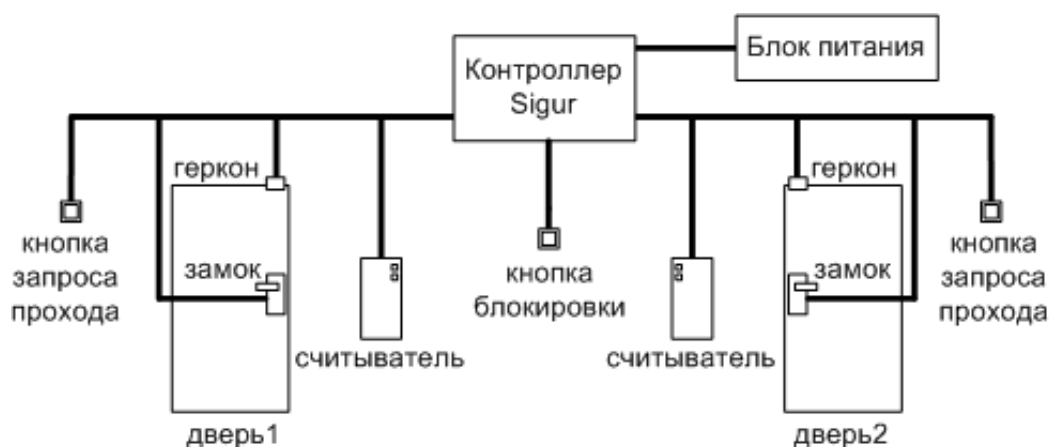 Блок питания
Контроллер
Sigur
геркон
геркон
кнопка
запроса
прохода
замок
считыватель
кнопка
блокировки
считыватель
замок
кнопка
запроса
прохода
дверь1
дверь2